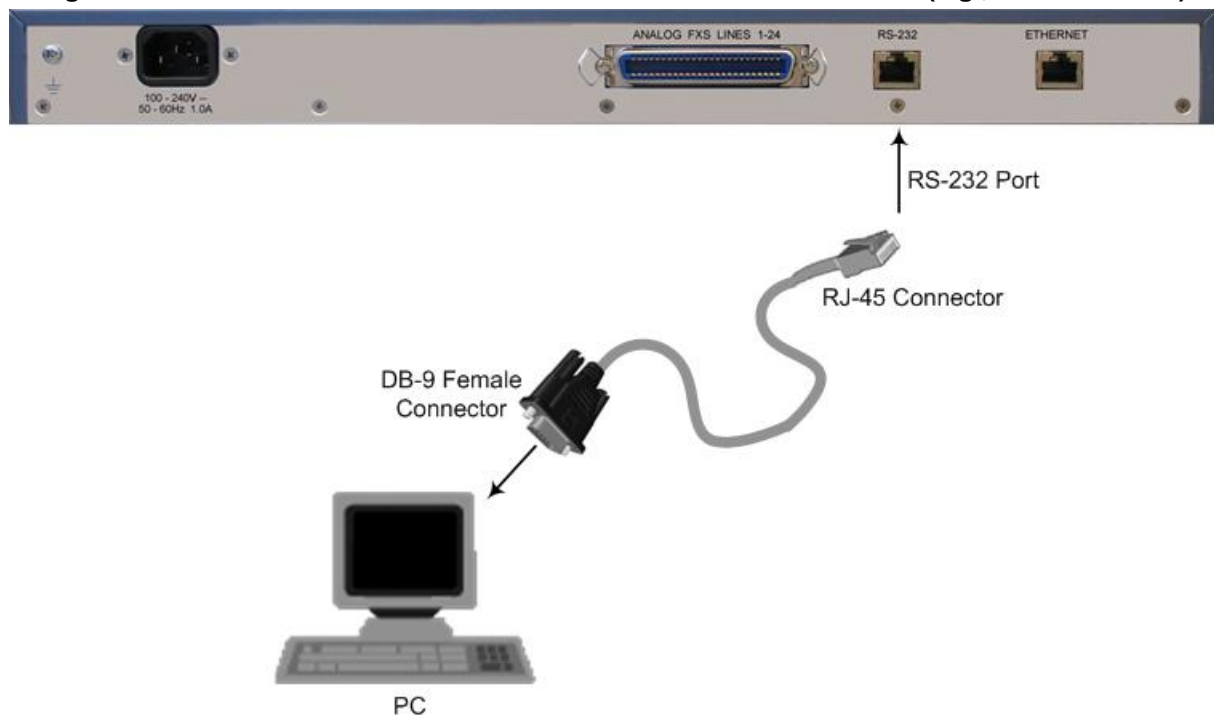 ANALOG FXS LINES 1-24
RS-232
ETHERNET
100 - 240V ~
50 - 60Hz 1.0A
RS-232 Port
RJ-45 Connector
DB-9 Female
Connector
PC